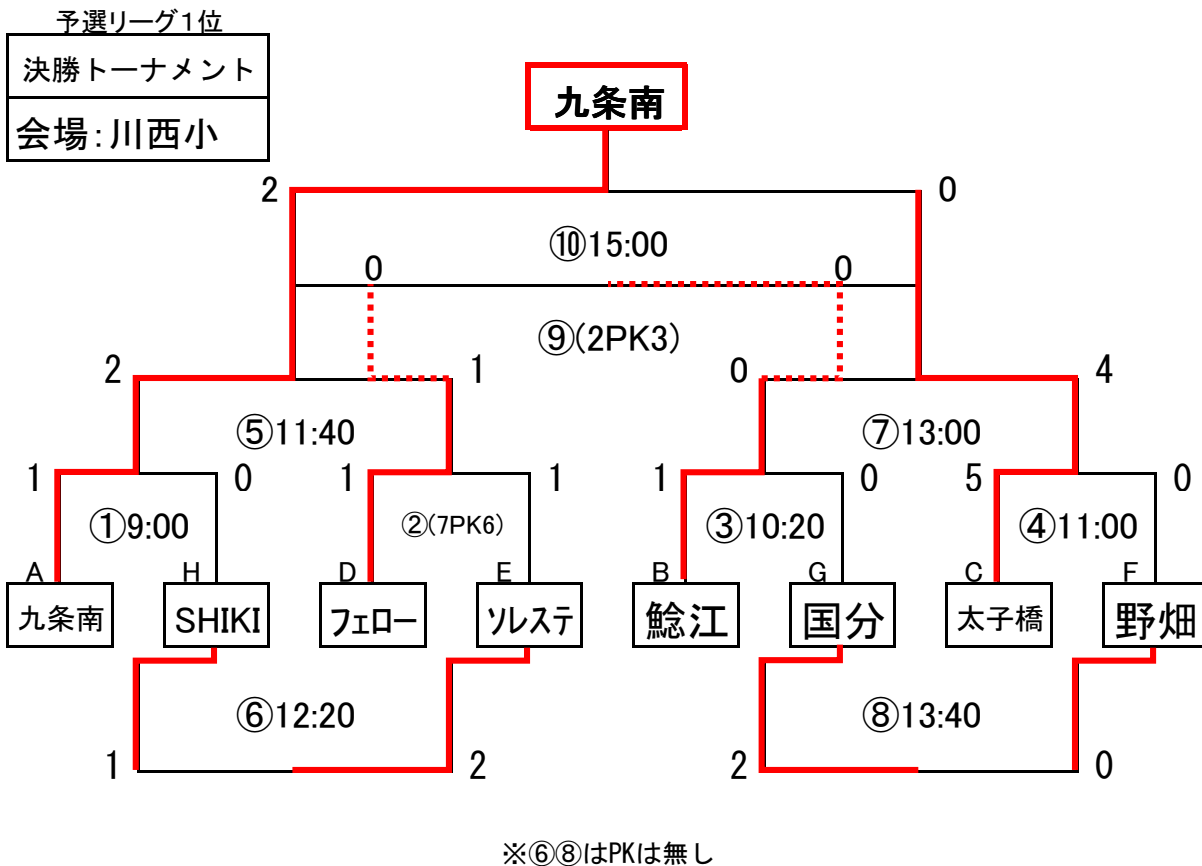 予選リーグ1位
決勝トーナメント
会場:川西小
九条南
2 0
⑩15:00
0 0
⑨(2PK3)
2 1 0 4
⑤11:40 ⑦13:00
1 0 1 1 1 0 5 0
①9:00 ②(7PK6) ③10:20 ④11:00
A H D E B G C F
九条南 SHIKI フェロー ソレステ 鯰江 国分 太子橋 野畑
⑥12:20 ⑧13:40
1 2 2 0
※⑥⑧はPKは無し